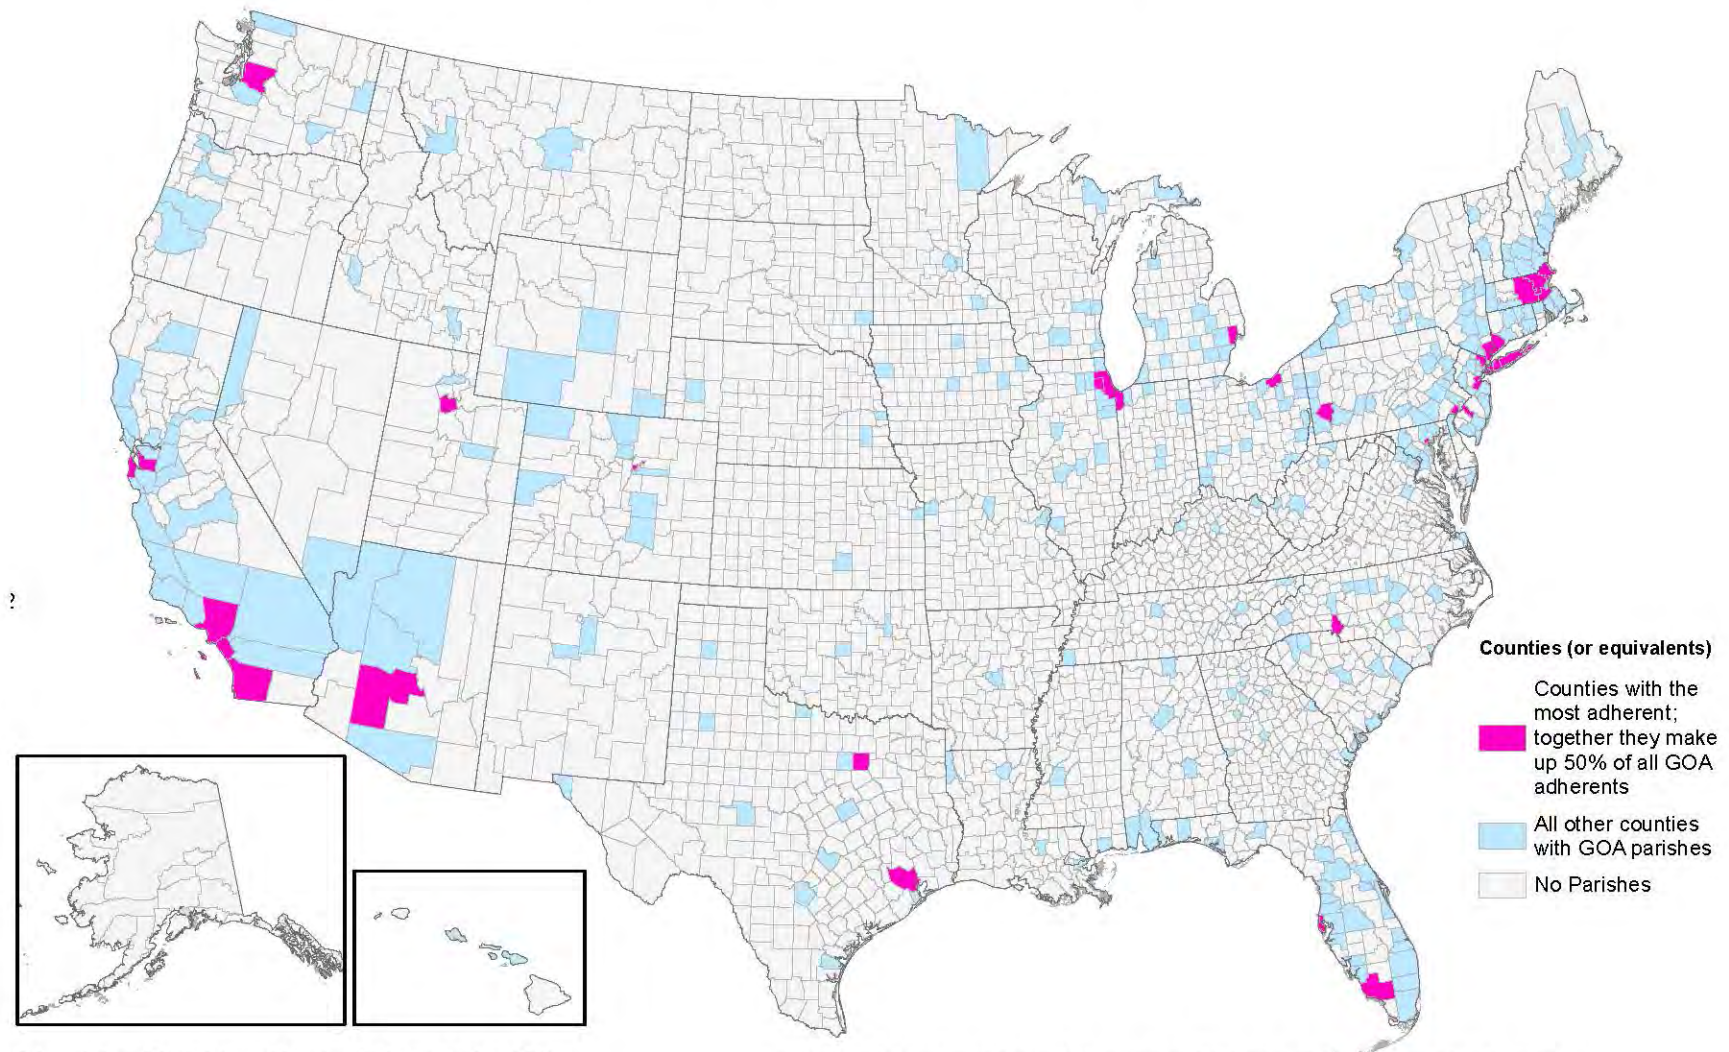 ?
Counties (or equivalents)
Counties with the
most adherent;
together they make
up 50% of all GOA
adherents
All other counties
with GOA parishes
No Parishes